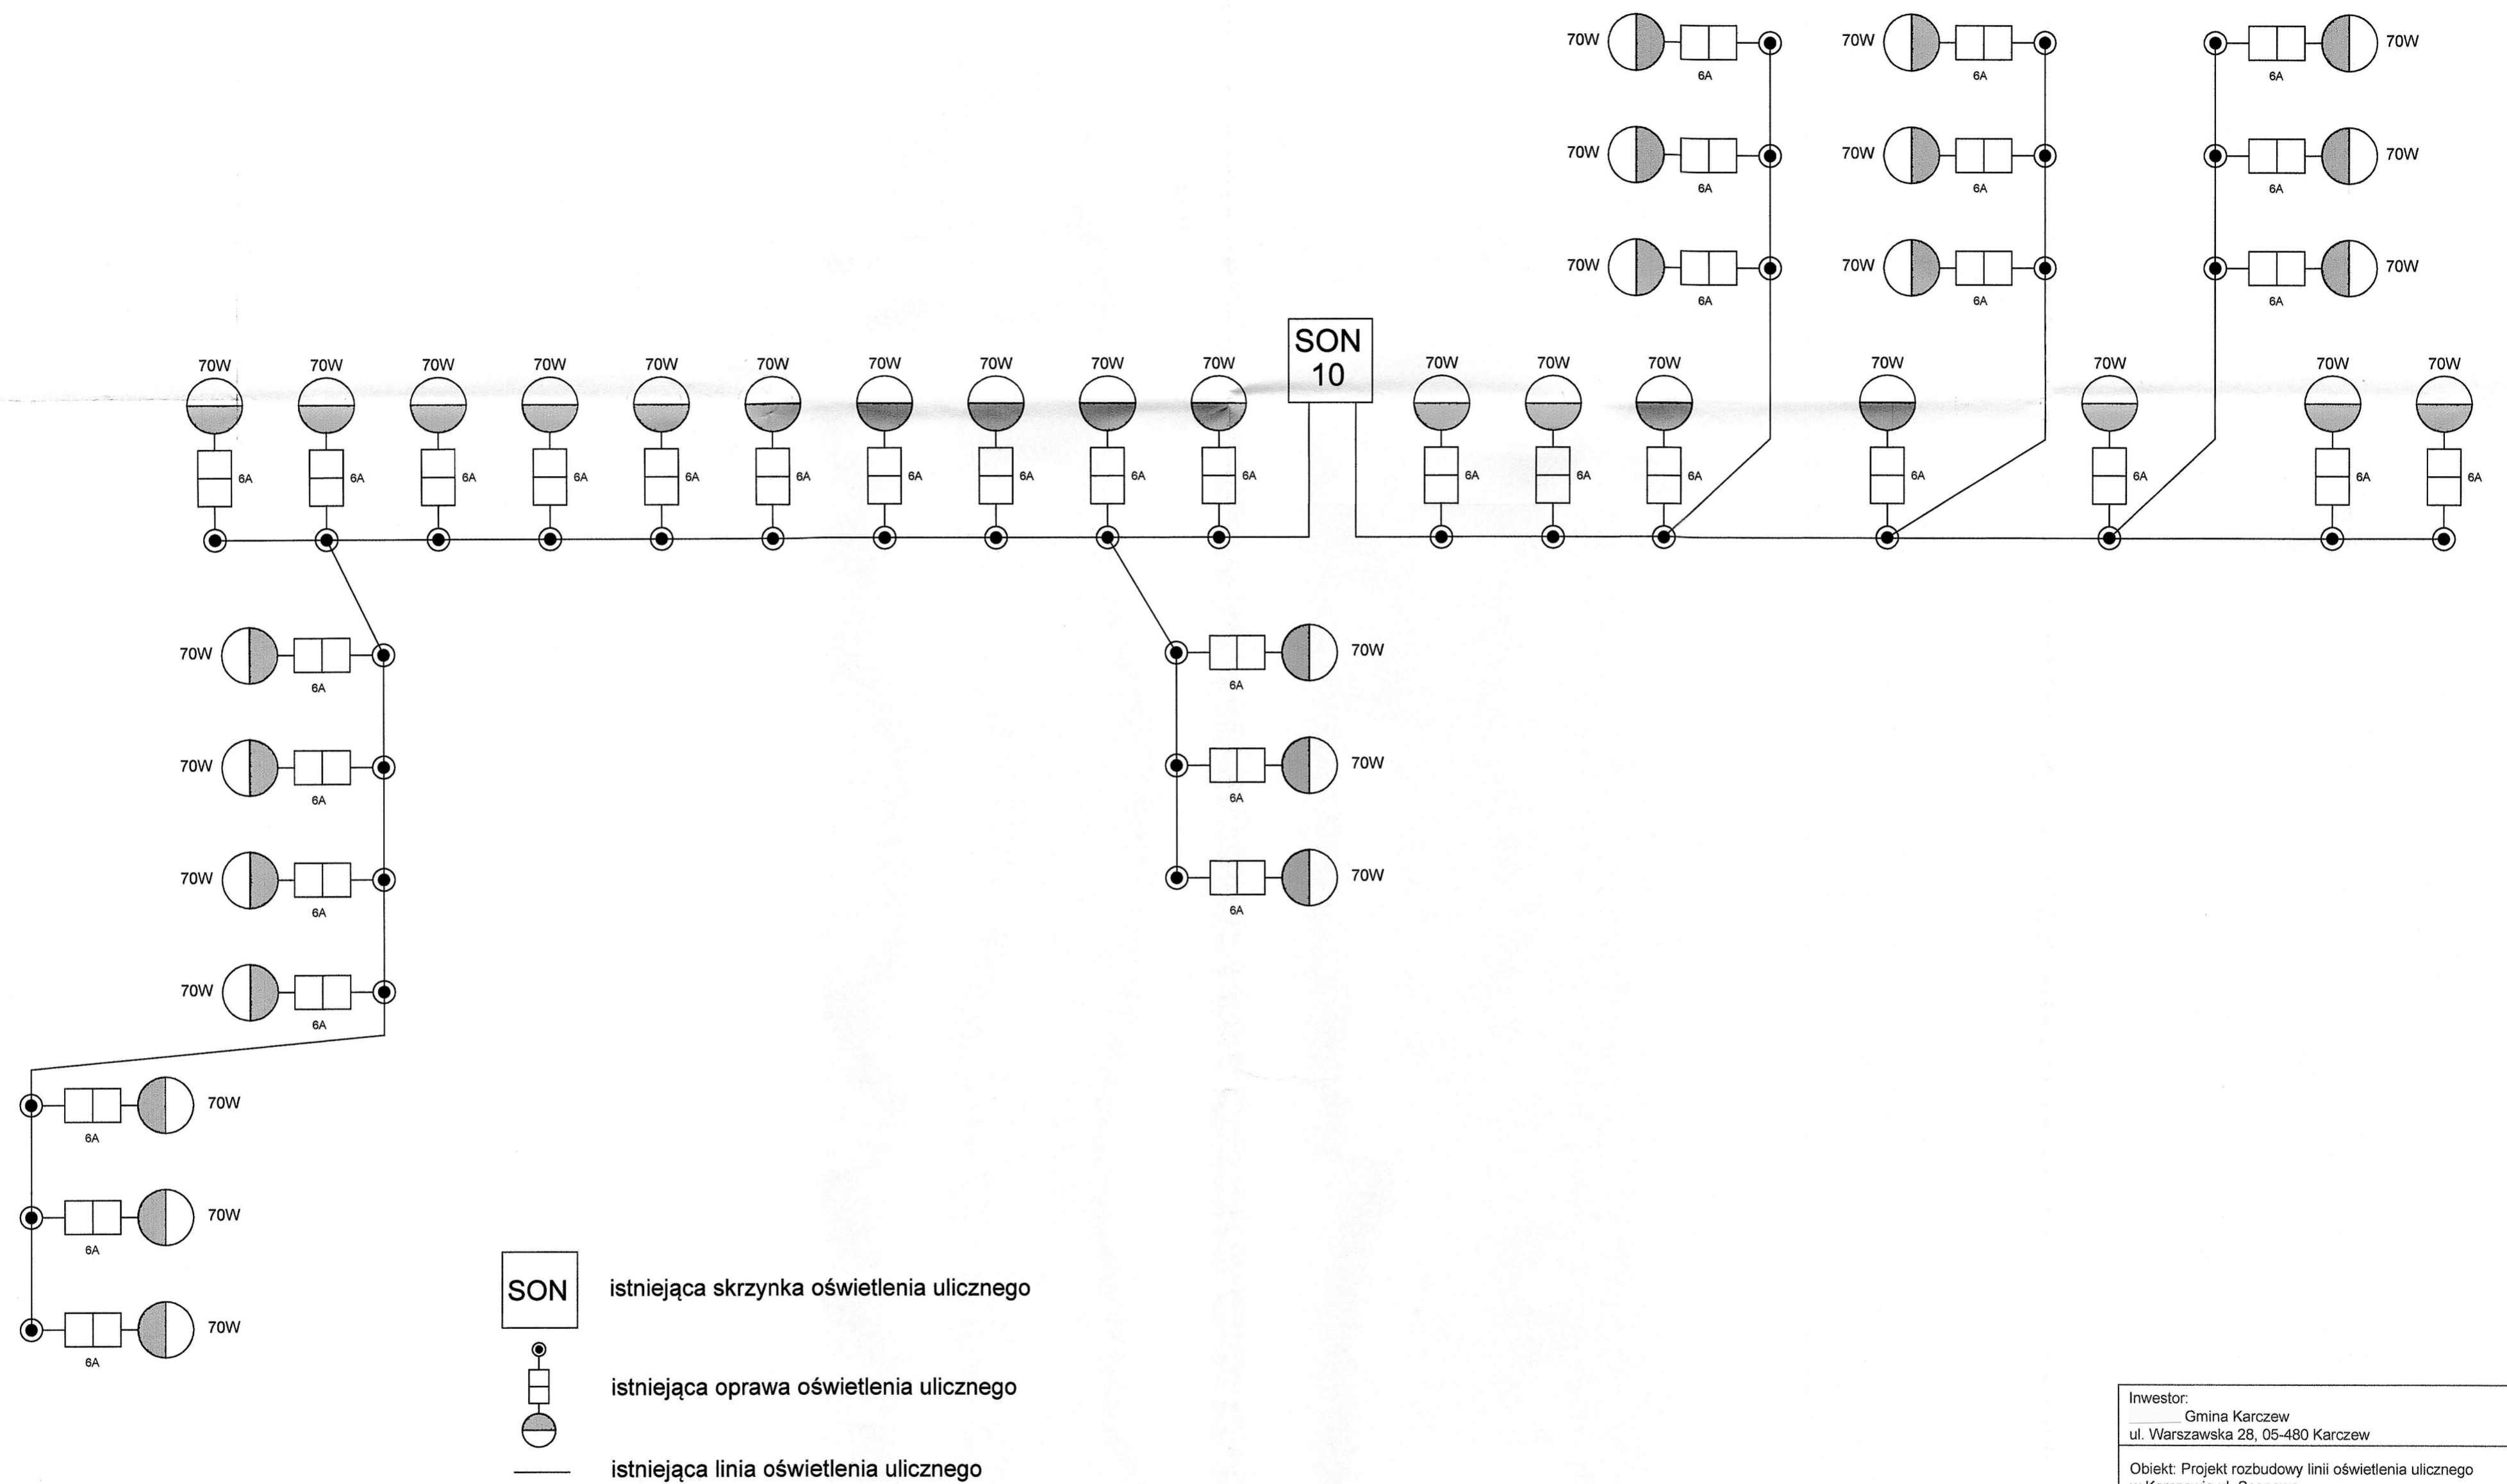 70W 70W 70W
6A 6A 6A
70W 70W 70W
6A 6A 6A
70W 70W 70W
6A 6A 6A
SON
10
70W 70W 70W 70W 70W 70W 70W 70W 70W 70W 70W 70W 70W 70W 70W 70W 70W
6A 6A 6A 6A 6A 6A 6A 6A 6A 6A 6A 6A 6A 6A 6A 6A 6A
70W 70W
6A 6A
70W 70W
6A 6A
70W 70W
6A 6A
70W
6A
70W
6A
70W
6A
70W
6A
SON istniejąca skrzynka oświetlenia ulicznego
istniejąca oprawa oświetlenia ulicznego
istniejąca linia oświetlenia ulicznego
Inwestor:
Gmina Karczew
ul. Warszawska 28, 05-480 Karczew
Obiekt: Projekt rozbudowy linii oświetlenia ulicznego